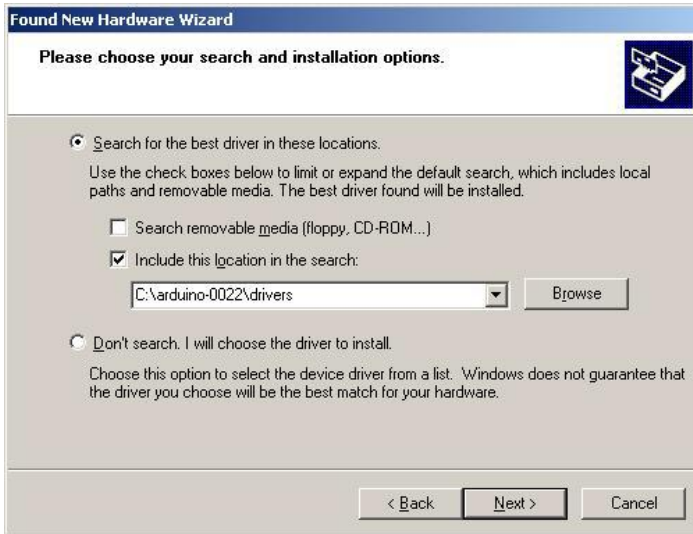 Found New Hardware Wizard
Please choose your search and installation options.
Search for the best driver in these locations.
Use the check boxes below to limit or expand the default search, which includes local
paths and removable media. The best driver found will be installed.
Search removable media (floppy, CD-ROM...)
Include this location in the search:
C:\arduino-0022\drivers
Browse
Don't search. I will choose the driver to install.
Choose this option to select the device driver from a list. Windows does not guarantee that
the driver you choose will be the best match for your hardware.
< Back Next > Cancel